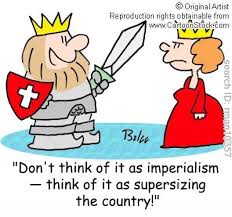 © Original Artist
Reproduction rights obtainable from
www.CartoonStock.com
"Don't think of it as imperialism
— think of it as supersizing
the country!"